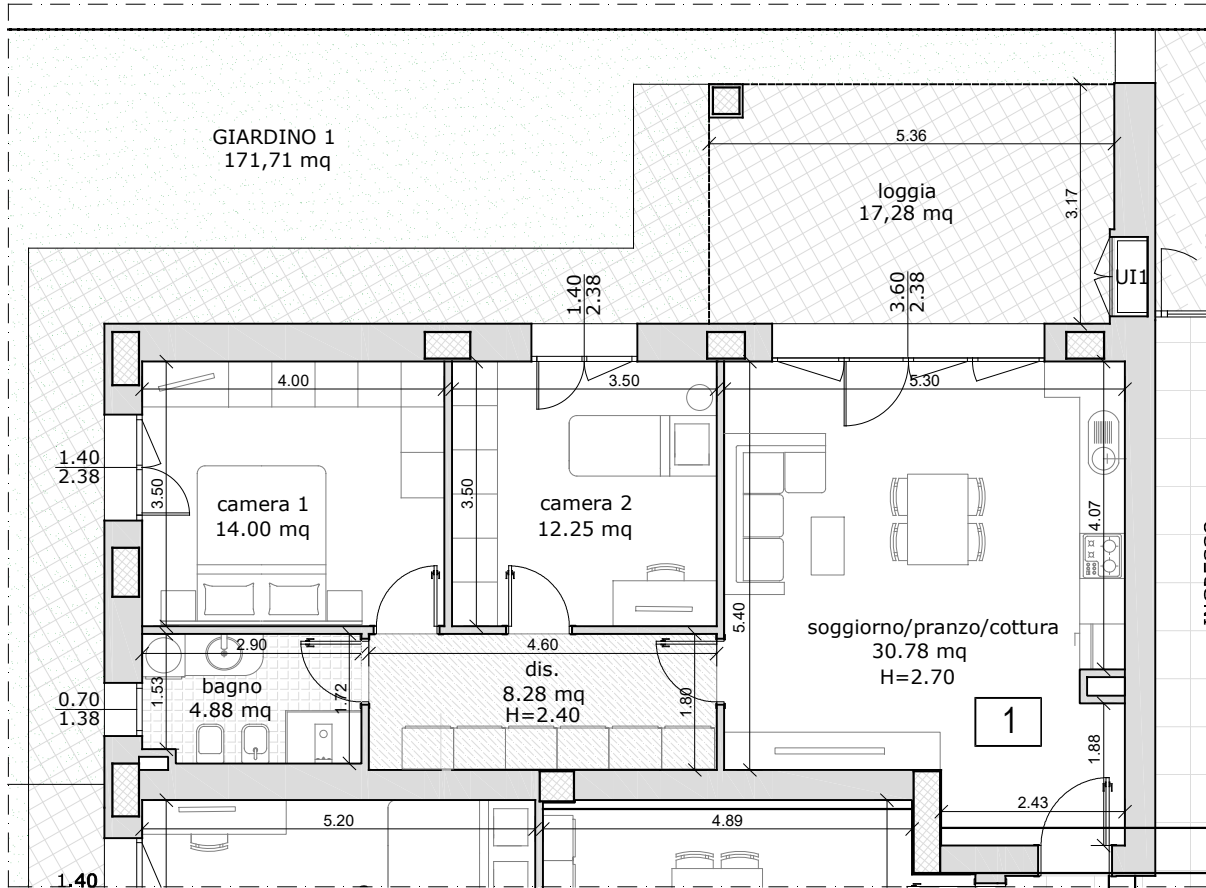 GIARDINO 1
171,71 mq
5.36
loggia
17,28 mq
3.17
UI1
1.40
2.38
3.60
2.38
4.00
3.50
5.30
1.40
2.38
3.50
camera 1
14.00 mq
3.50
camera 2
12.25 mq
4.07
5.40
soggiorno/pranzo/cottura
30.78 mq
H=2.70
2.90
4.60
bagno
4.88 mq
1.53
1.72
dis.
8.28 mq
H=2.40
1.80
0.70
1.38
1
1.88
2.43
5.20
4.89
1.40